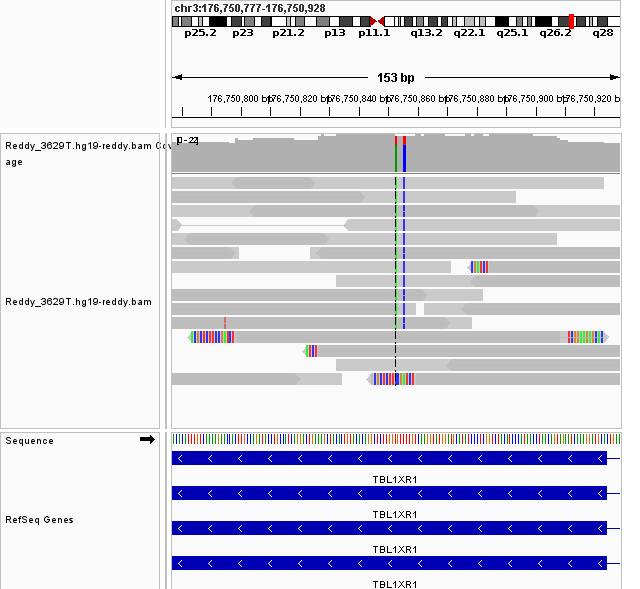 chr3:176,750,777-176,750,928
p25.2 p23 p21.2 p13 p11.1 q13.2 q22.1 q25.1 q26.2 q28
153 bp
176,750,800 bp 176,750,820 bp 176,750,840 bp 176,750,860 bp 176,750,880 bp 176,750,900 bp 176,750,920 b
Reddy_3629T.hg19-reddy.bam Cov
age
[0-22]
Reddy_3629T.hg19-reddy.bam
Sequence
TBL1XR1
TBL1XR1
RefSeq Genes
TBL1XR1
TBL1XR1